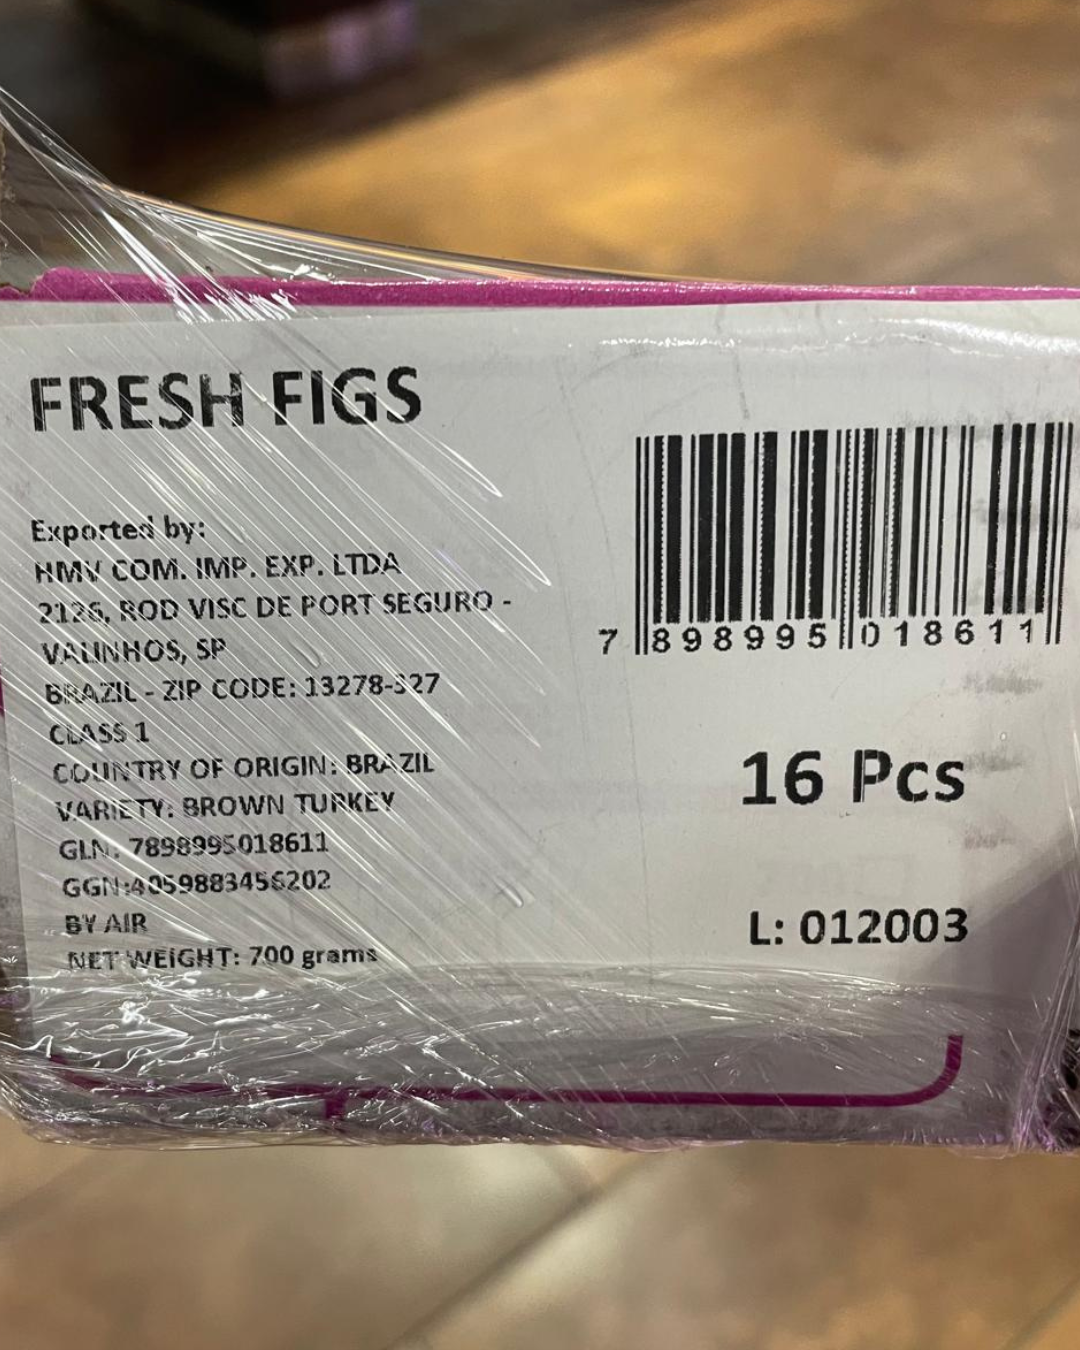 FRESH FIGS
Exported by:
HMV COM. IMP. EXP. LTDA
2126, ROD VISC DE PORT SEGURO -
VALINHOS, SP
BRAZIL - ZIP CODE: 13278-327
CLASS 1
COUNTRY OF ORIGIN: BRAZIL
VARIETY: BROWN TURKEY
GLN: 7898995018611
GGN:4059883456202
BY AIR
NET WEIGHT: 700 grams
7 898995 018611
16 Pcs
L: 012003